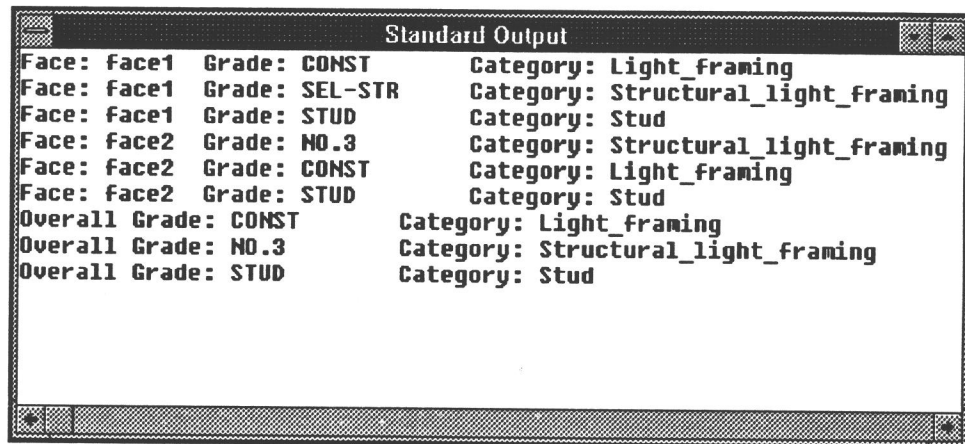 Standard Output
Face: face1 Grade: CONST Category: Light_framing
Face: face1 Grade: SEL-STR Category: Structural_light_framing
Face: face1 Grade: STUD Category: Stud
Face: face2 Grade: NO.3 Category: Structural_light_framing
Face: face2 Grade: CONST Category: Light_framing
Face: face2 Grade: STUD Category: Stud
Overall Grade: CONST Category: Light_framing
Overall Grade: NO.3 Category: Structural_light_framing
Overall Grade: STUD Category: Stud